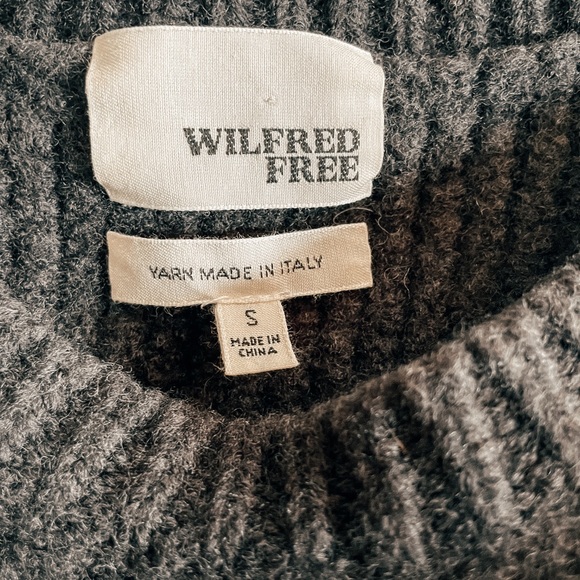 WILFRED
FREE
YARN MADE IN ITALY
S
MADE IN
CHINA